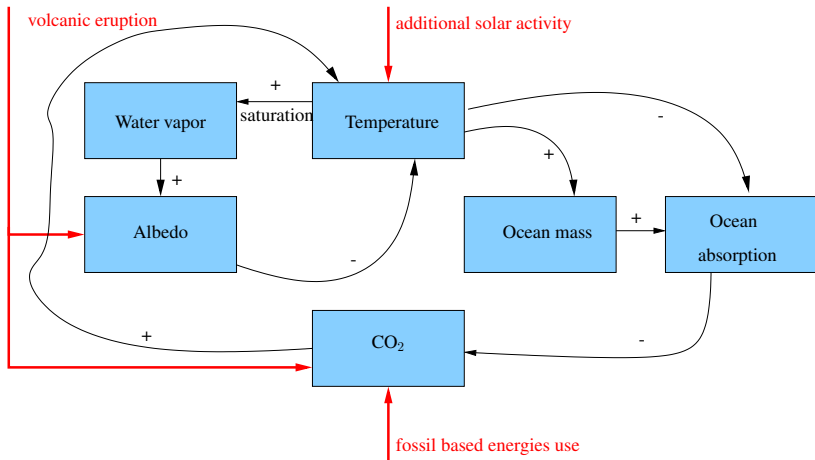 volcanic eruption
additional solar activity
+
saturation
Water vapor
Temperature
-
+
+
Albedo
-
Ocean mass
+
Ocean
absorption
+
CO₂
-
fossil based energies use